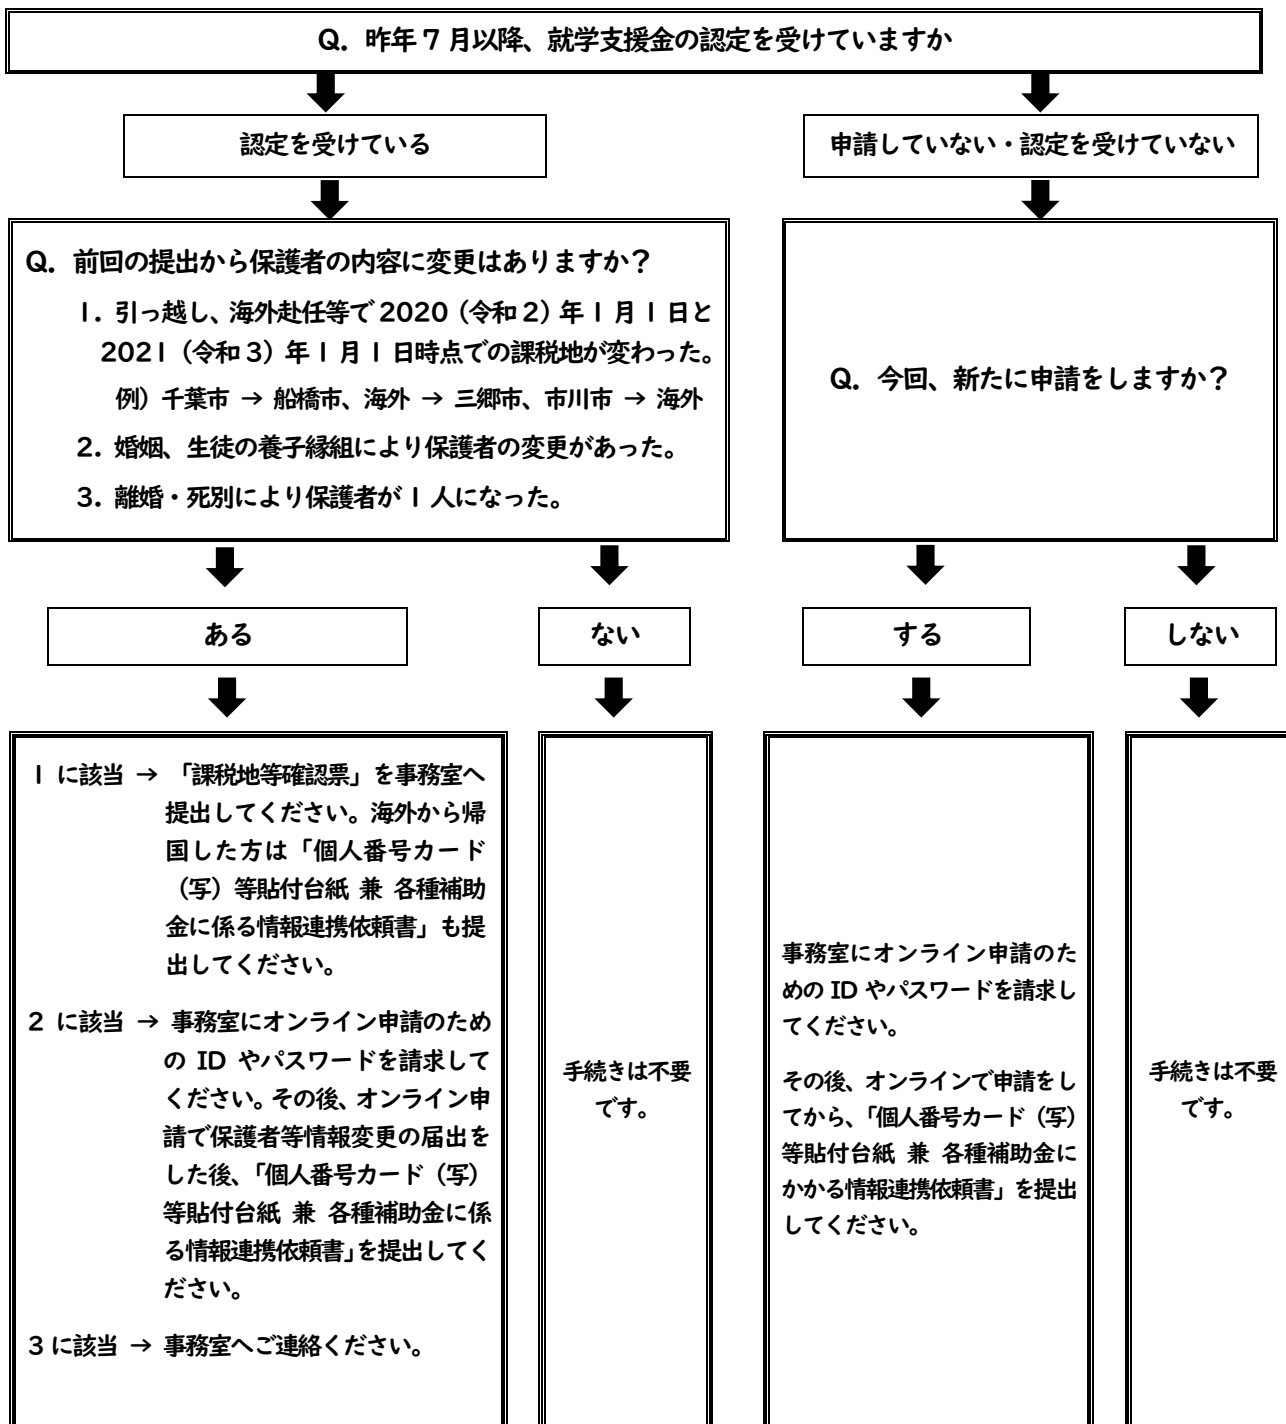 Q. 昨年7月以降、就学支援金の認定を受けていますか
認定を受けている
申請していない・認定を受けていない
Q. 前回の提出から保護者の内容に変更はありますか？
1. 引っ越し、海外赴任等で2020（令和2）年1月1日と
2021（令和3）年1月1日時点での課税地が変わった。
例）千葉市 → 船橋市、海外 → 三郷市、市川市 → 海外
2. 婚姻、生徒の養子縁組により保護者の変更があった。
3. 離婚・死別により保護者が1人になった。
Q. 今回、新たに申請をしますか？
ある
ない
する
しない
1に該当 → 「課税地等確認票」を事務室へ
提出してください。海外から帰
国した方は「個人番号カード
（写）等貼付台紙 兼 各種補助
金に係る情報連携依頼書」も提
出してください。
2に該当 → 事務室にオンライン申請のため
の ID やパスワードを請求して
ください。その後、オンライン申
請で保護者等情報変更の届出を
した後、「個人番号カード（写）
等貼付台紙 兼 各種補助金に係
る情報連携依頼書」を提出してく
ださい。
3に該当 → 事務室へご連絡ください。
手続きは不要
です。
事務室にオンライン申請のた
めの ID やパスワードを請求し
てください。
その後、オンラインで申請をし
てから、「個人番号カード（写）
等貼付台紙 兼 各種補助金に
かかる情報連携依頼書」を提出
してください。
手続きは不要
です。